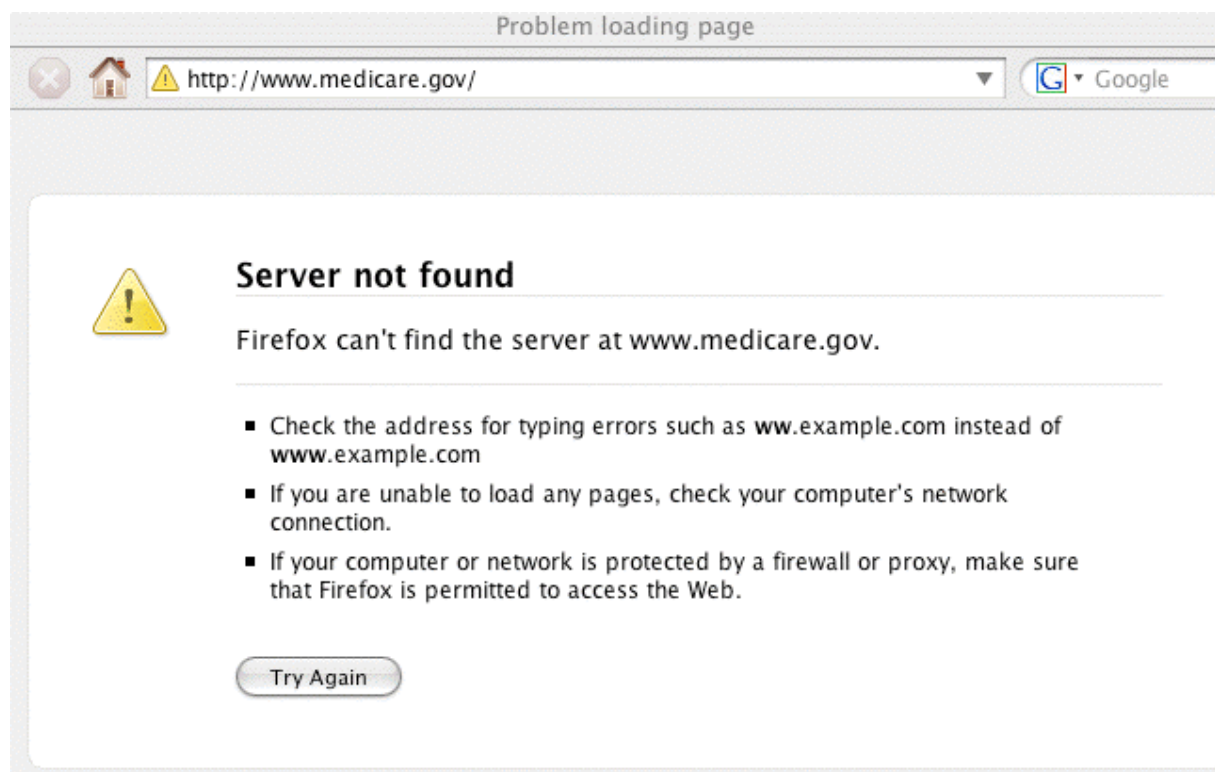 Problem loading page
http://www.medicare.gov/
G Google
Server not found
Firefox can't find the server at www.medicare.gov.
Check the address for typing errors such as ww.example.com instead of
www.example.com
If you are unable to load any pages, check your computer's network
connection.
If your computer or network is protected by a firewall or proxy, make sure
that Firefox is permitted to access the Web.
Try Again